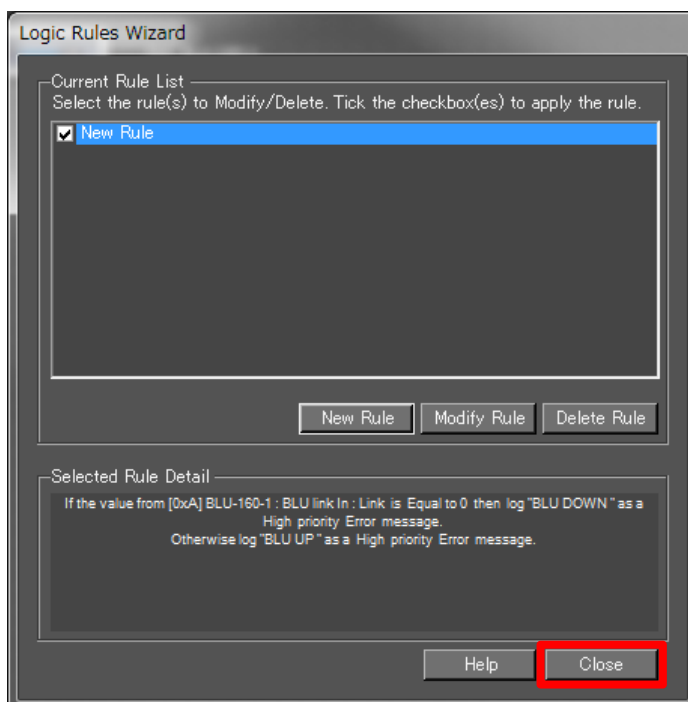 Logic Rules Wizard
Current Rule List
Select the rule(s) to Modify/Delete. Tick the checkbox(es) to apply the rule.
New Rule
New Rule
Modify Rule
Delete Rule
Selected Rule Detail
If the value from [0xA] BLU-160-1 : BLU link In : Link is Equal to 0 then log "BLU DOWN " as a
High priority Error message.
Otherwise log "BLU UP " as a High priority Error message.
Help
Close